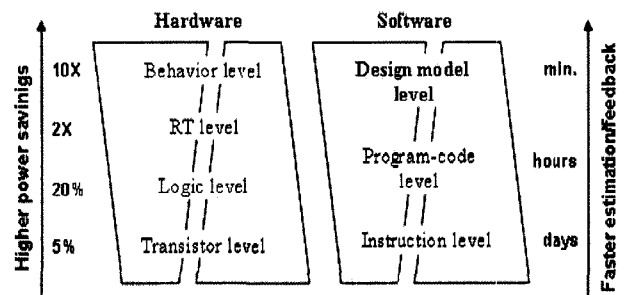 Hardware
Software
Higher power savinigs
10X
Behavior level
Design model
level
min.
2X
RT level
Program-code
level
hours
20%
Logic level
5%
Transistor level
Instruction level
days
Faster estimation/feedback